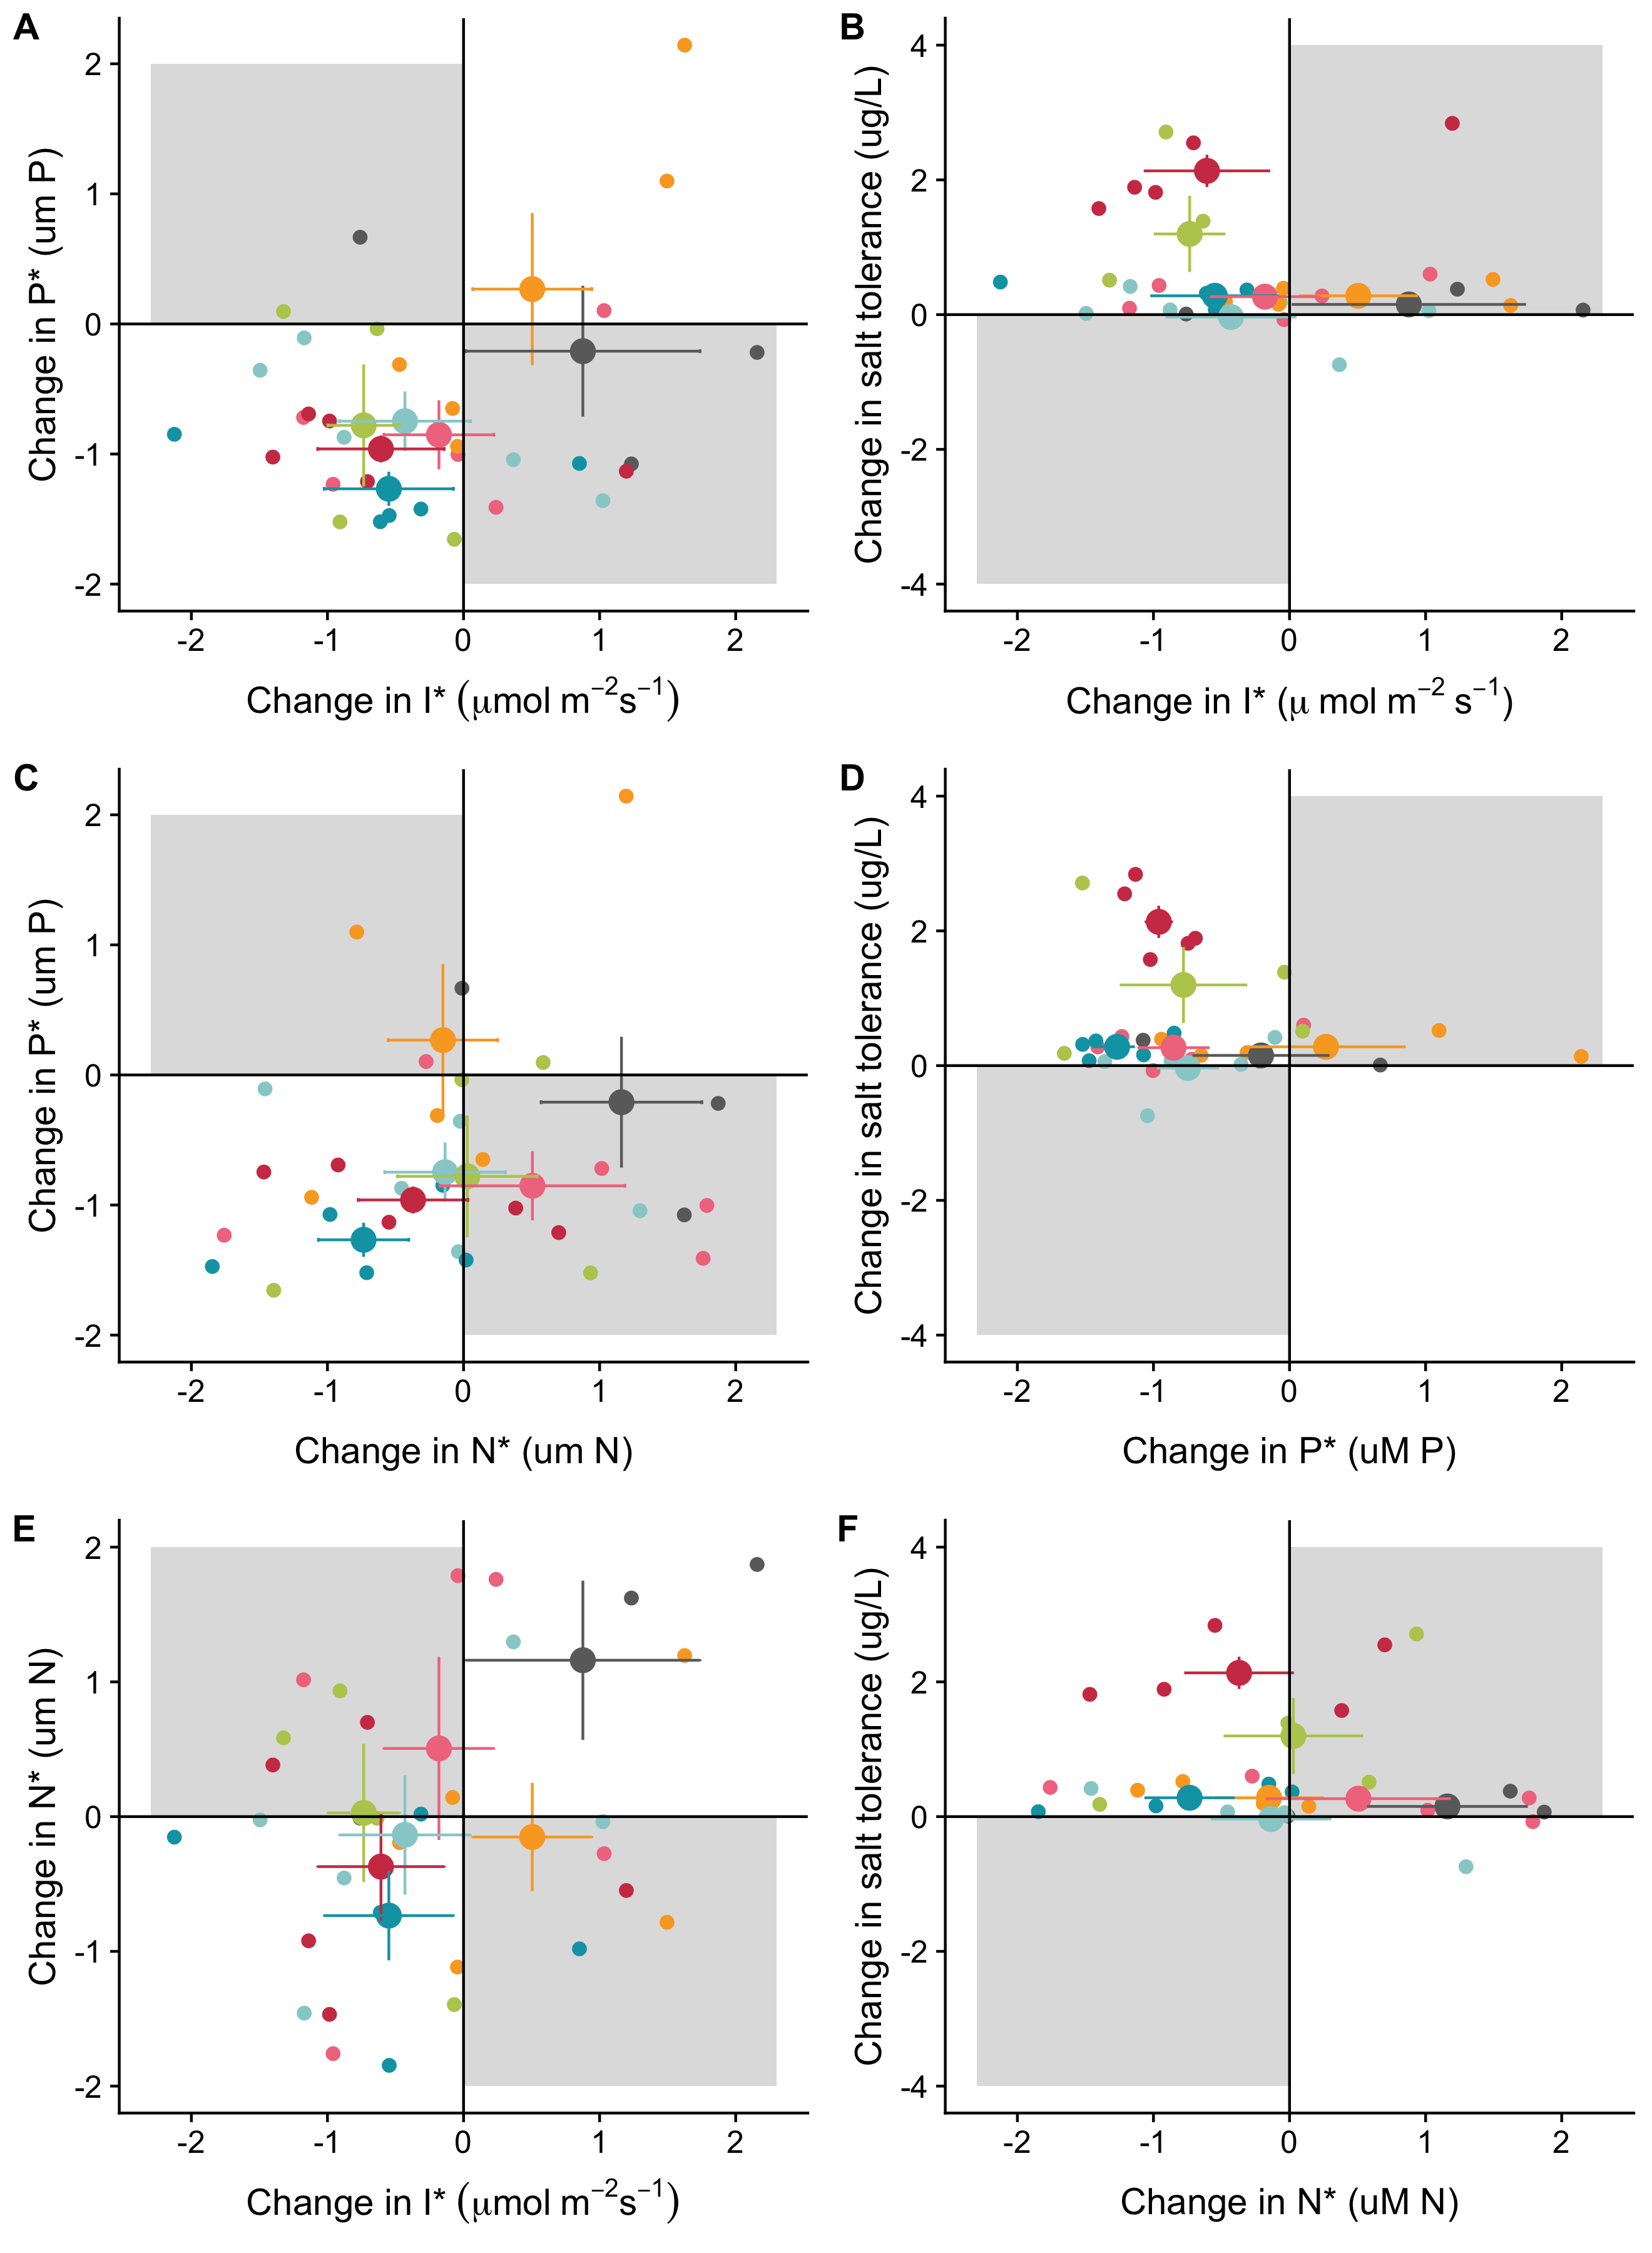 A
Change in P* (um P)
2
1
0
-1
-2
-2 -1 0 1 2
Change in I* (μmol m−2s−1)
B
Change in salt tolerance (ug/L)
4
2
0
-2
-4
-2 -1 0 1 2
Change in I* (μ mol m−2 s−1)
C
Change in P* (um P)
2
1
0
-1
-2
-2 -1 0 1 2
Change in N* (um N)
D
Change in salt tolerance (ug/L)
4
2
0
-2
-4
-2 -1 0 1 2
Change in P* (uM P)
E
Change in N* (um N)
2
1
0
-1
-2
-2 -1 0 1 2
Change in I* (μmol m−2s−1)
F
Change in salt tolerance (ug/L)
4
2
0
-2
-4
-2 -1 0 1 2
Change in N* (uM N)